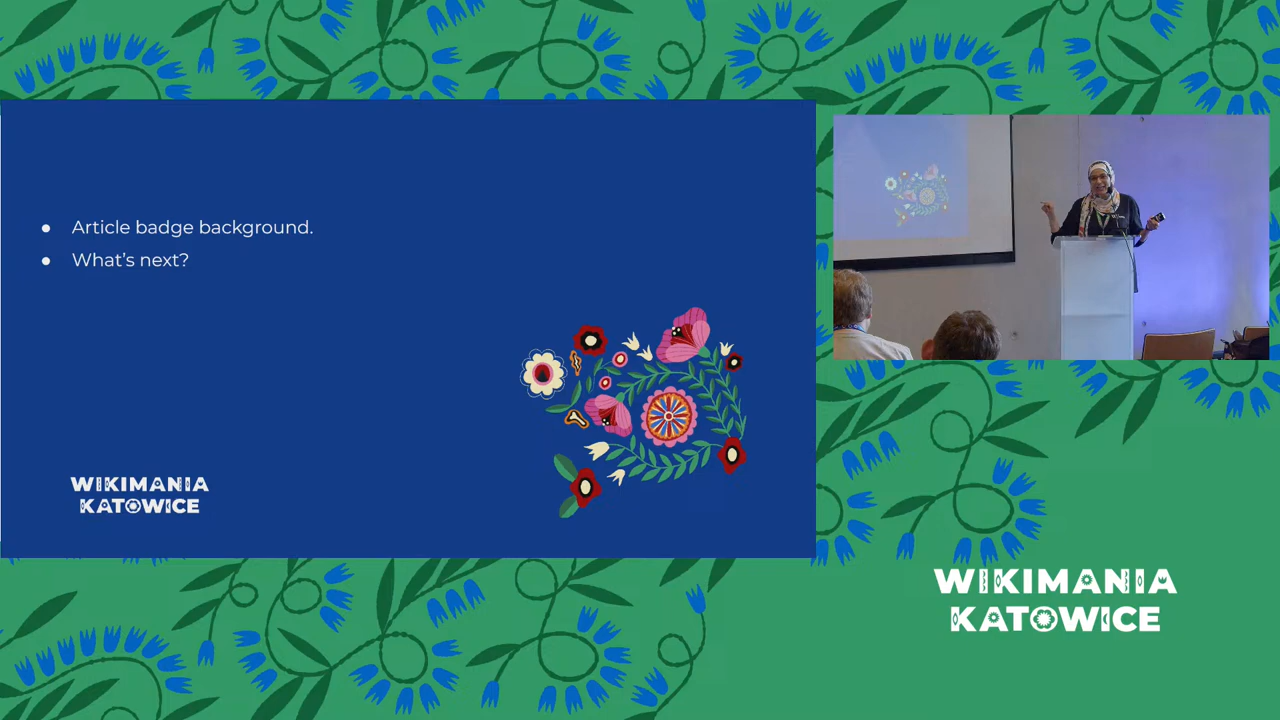 Article badge background.
What's next?
WIKIMANIA
KATOWICE
WIKIMANIA
KATOWICE